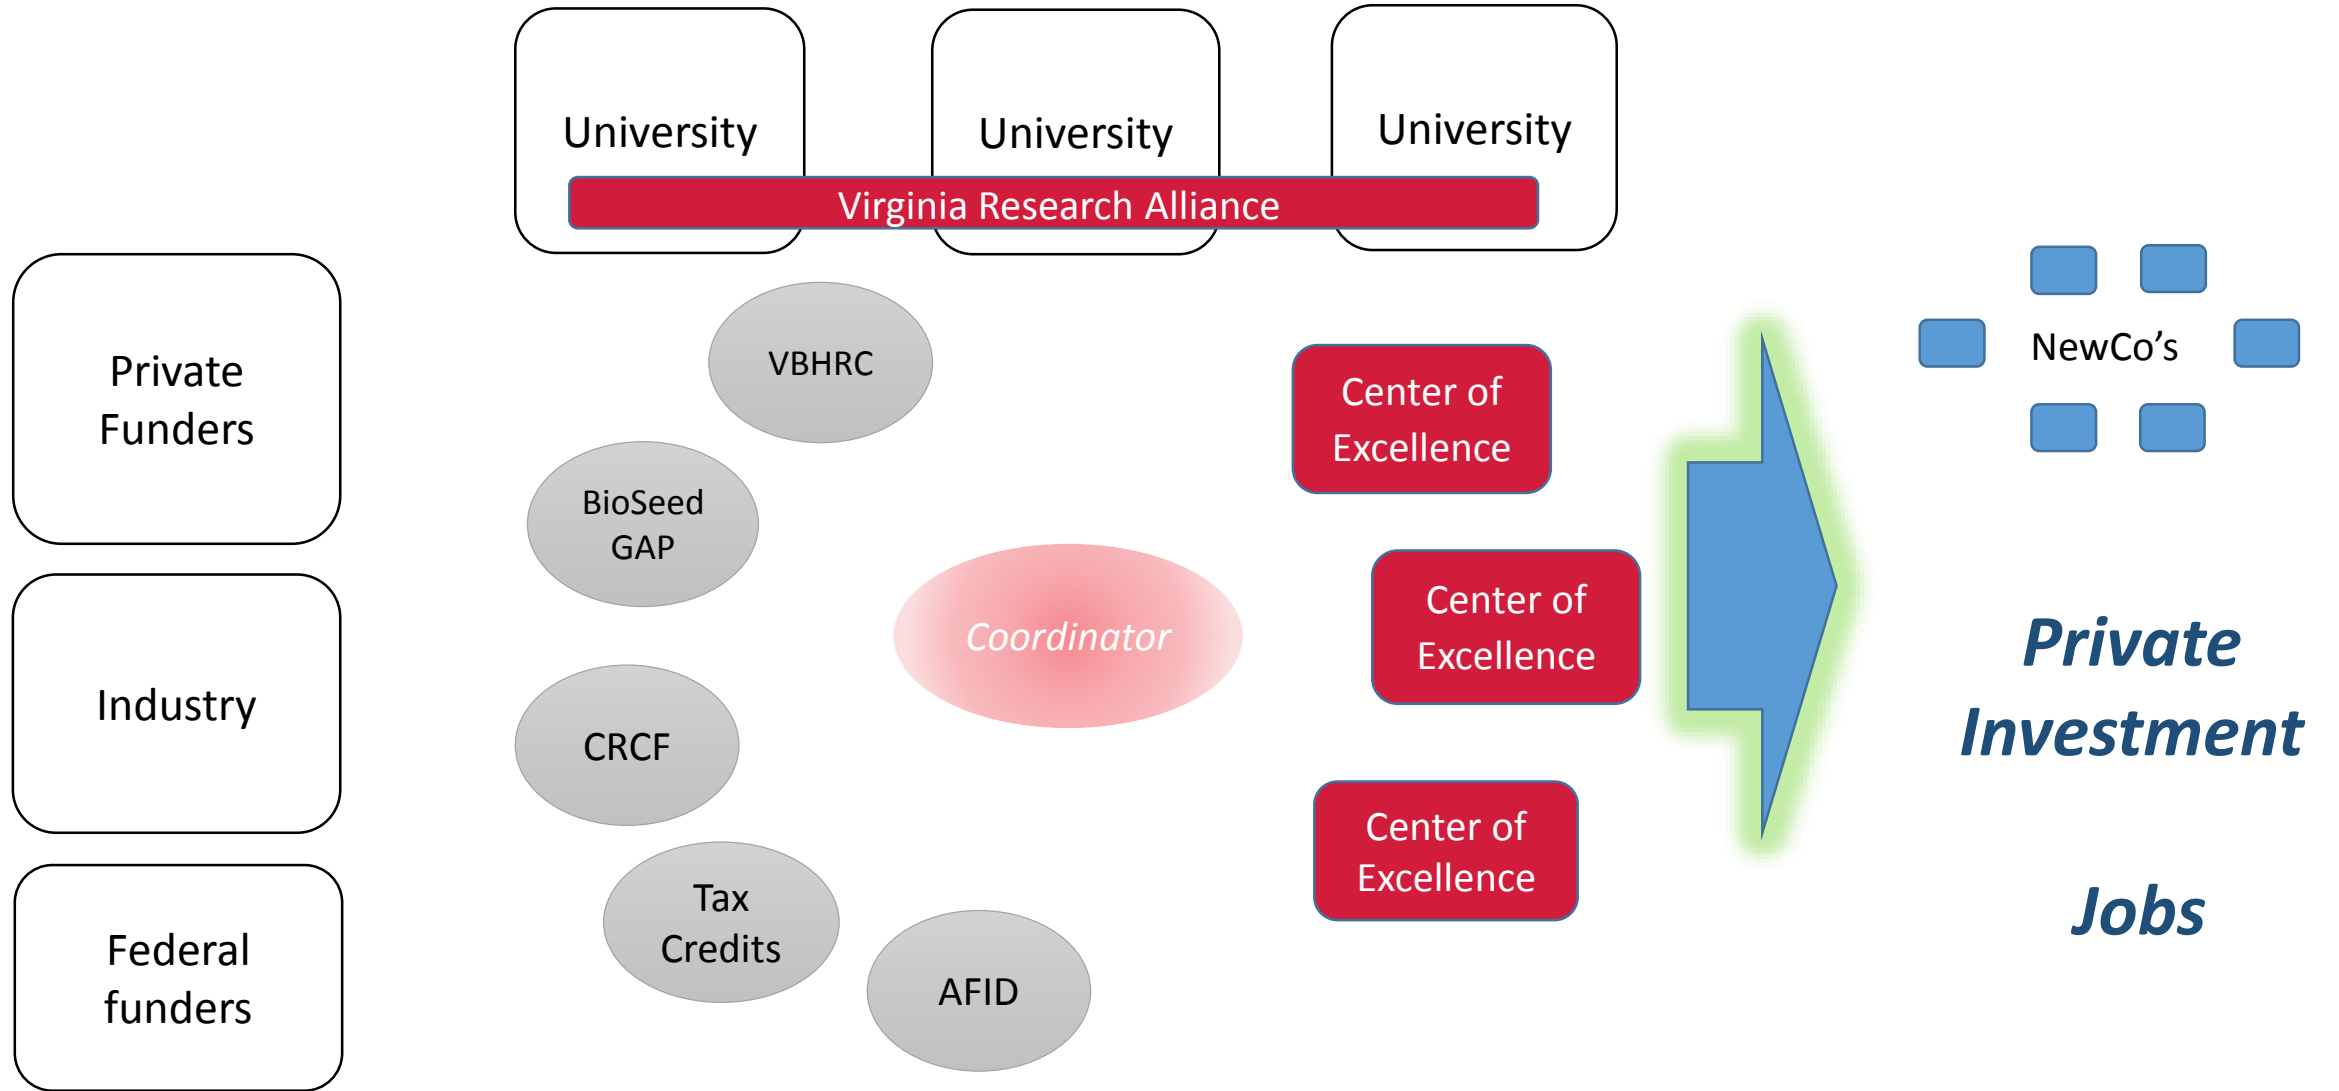 University
University
University
Virginia Research Alliance
Private
Funders
Industry
Federal
funders
VBHRC
BioSeed
GAP
CRCF
Tax
Credits
AFID
Coordinator
Center of
Excellence
Center of
Excellence
Center of
Excellence
NewCo’s
Private
Investment
Jobs